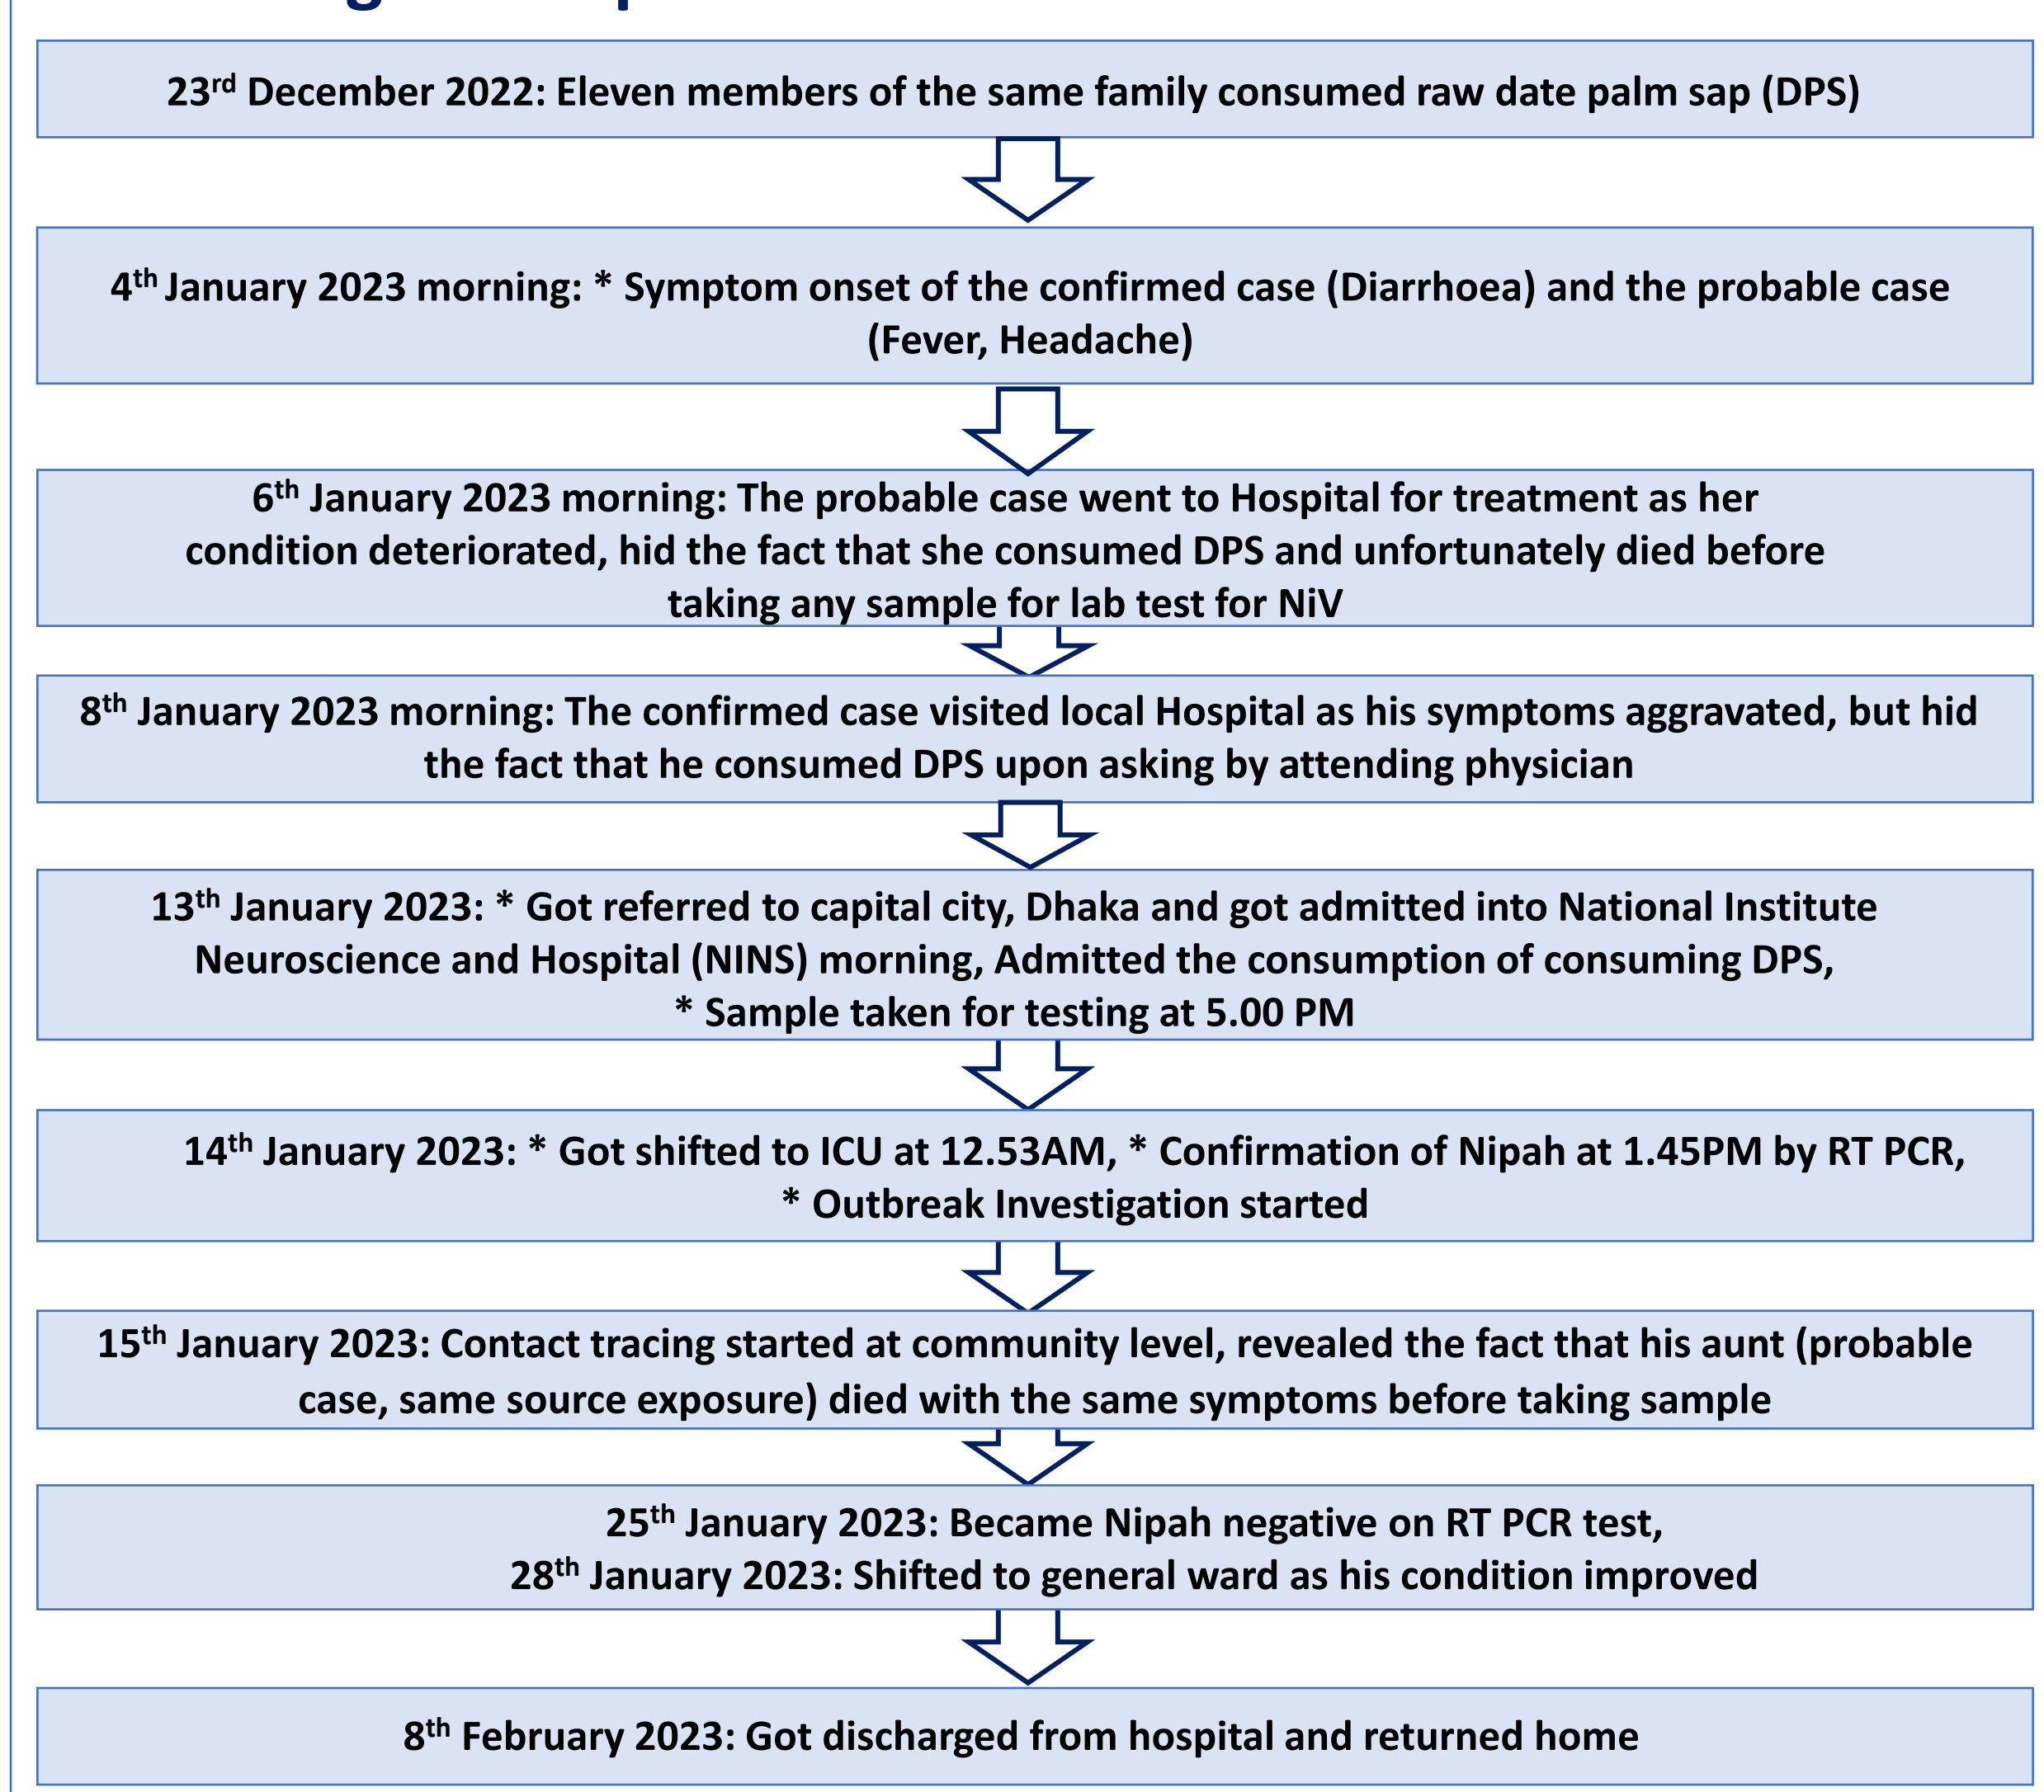 23rd December 2022: Eleven members of the same family consumed raw date palm sap (DPS)
4th January 2023 morning: * Symptom onset of the confirmed case (Diarrhoea) and the probable case
(Fever, Headache)
6th January 2023 morning: The probable case went to Hospital for treatment as her
condition deteriorated, hid the fact that she consumed DPS and unfortunately died before
taking any sample for lab test for NiV
8th January 2023 morning: The confirmed case visited local Hospital as his symptoms aggravated, but hid
the fact that he consumed DPS upon asking by attending physician
13th January 2023: * Got referred to capital city, Dhaka and got admitted into National Institute
Neuroscience and Hospital (NINS) morning, Admitted the consumption of consuming DPS,
* Sample taken for testing at 5.00 PM
14th January 2023: * Got shifted to ICU at 12.53AM, * Confirmation of Nipah at 1.45PM by RT PCR,
* Outbreak Investigation started
15th January 2023: Contact tracing started at community level, revealed the fact that his aunt (probable
case, same source exposure) died with the same symptoms before taking sample
25th January 2023: Became Nipah negative on RT PCR test,
28th January 2023: Shifted to general ward as his condition improved
8th February 2023: Got discharged from hospital and returned home